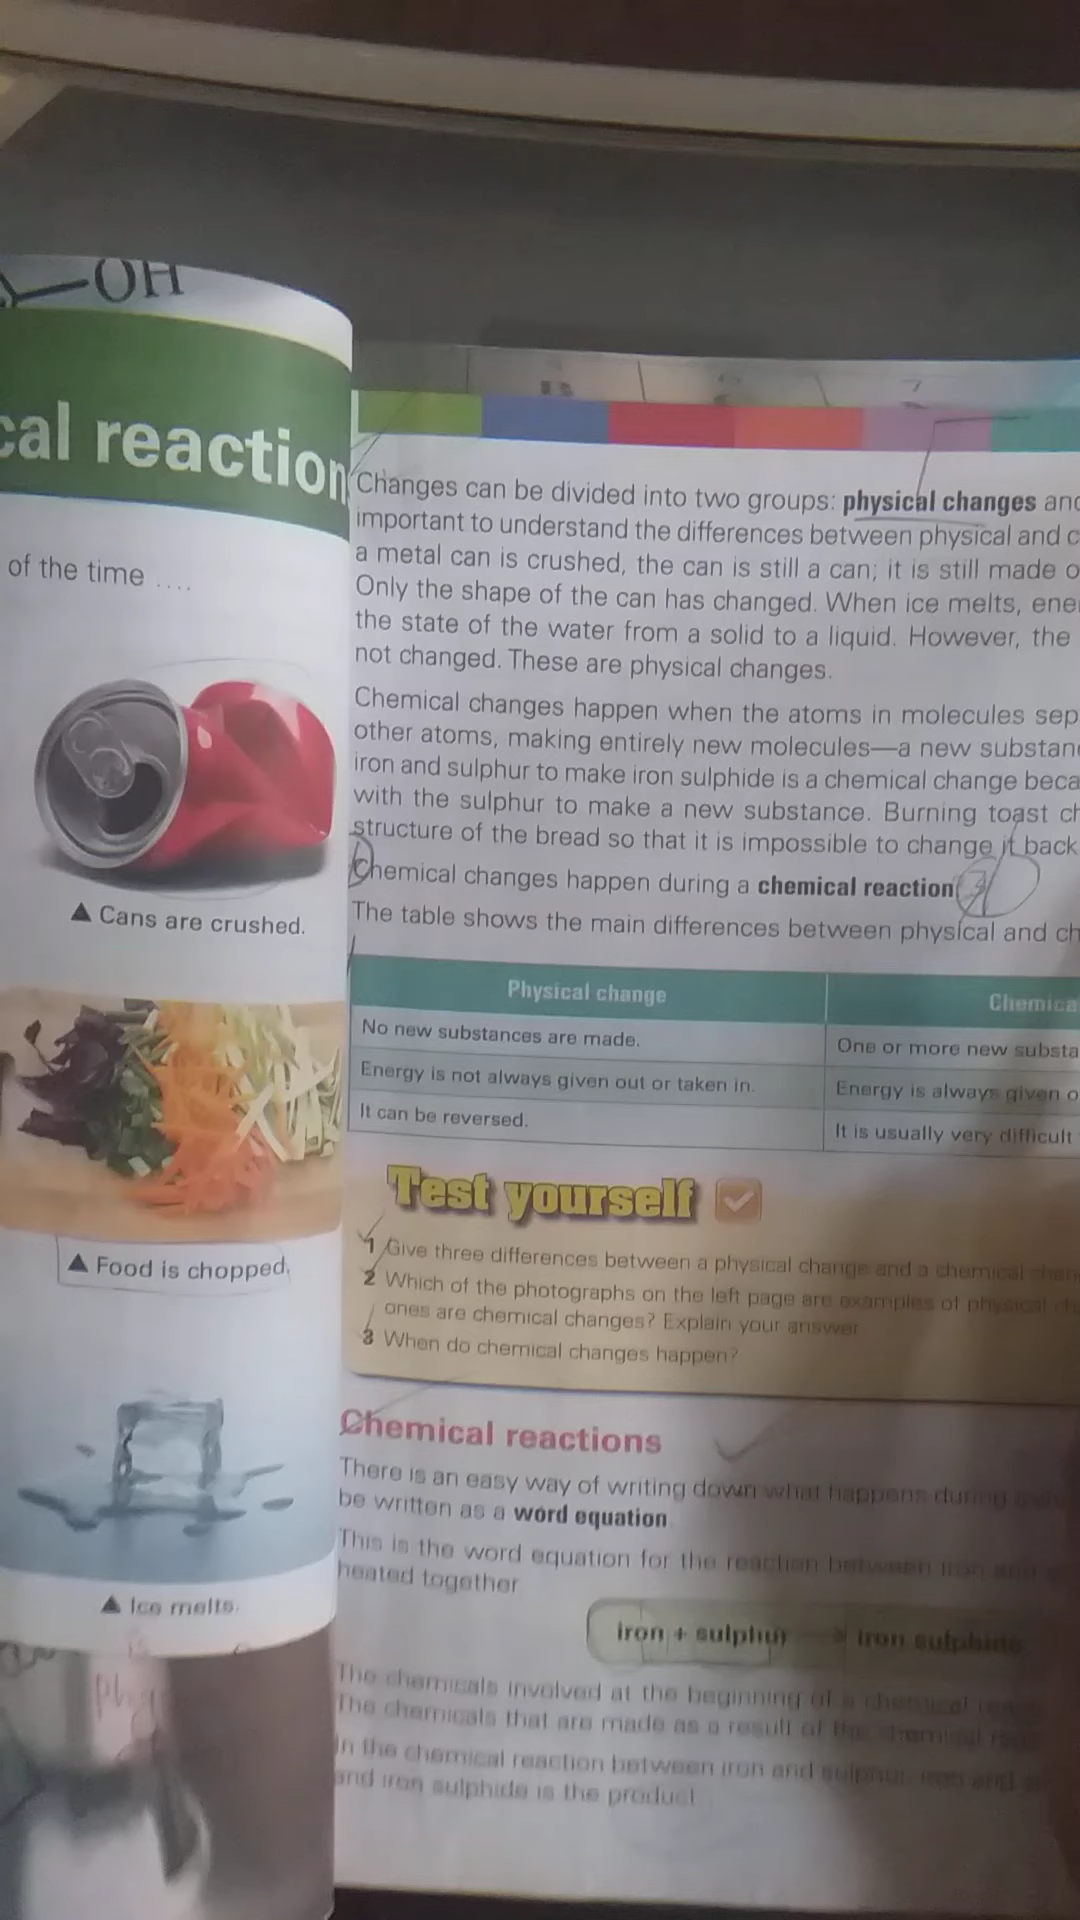 OH
cal reaction
of the time ....
Cans are crushed.
Food is chopped.
Ice melts.
Changes can be divided into two groups: physical changes and
important to understand the differences between physical and c
a metal can is crushed, the can is still a can; it is still made o
Only the shape of the can has changed. When ice melts, ener
the state of the water from a solid to a liquid. However, the
not changed. These are physical changes.
Chemical changes happen when the atoms in molecules sep
other atoms, making entirely new molecules—a new substanc
iron and sulphur to make iron sulphide is a chemical change beca
with the sulphur to make a new substance. Burning toast ch
structure of the bread so that it is impossible to change it back
Chemical changes happen during a chemical reaction
The table shows the main differences between physical and ch
Physical change
Chemica
No new substances are made.
One or more new substa
Energy is not always given out or taken in.
Energy is always given o
It can be reversed.
It is usually very difficult
Test yourself
1 Give three differences between a physical change and a chemical chan
2 Which of the photographs on the left page are examples of physical ch
ones are chemical changes? Explain your answer
3 When do chemical changes happen?
Chemical reactions
There is an easy way of writing down what happens during
be written as a word equation.
This is the word equation for the reaction between iron and
heated together
iron + sulphur → iron sulphide
The chemicals involved at the beginning of a chemical
The chemicals that are made as a result of the chemical
In the chemical reaction between iron and sulphur, iron and
and iron sulphide is the product